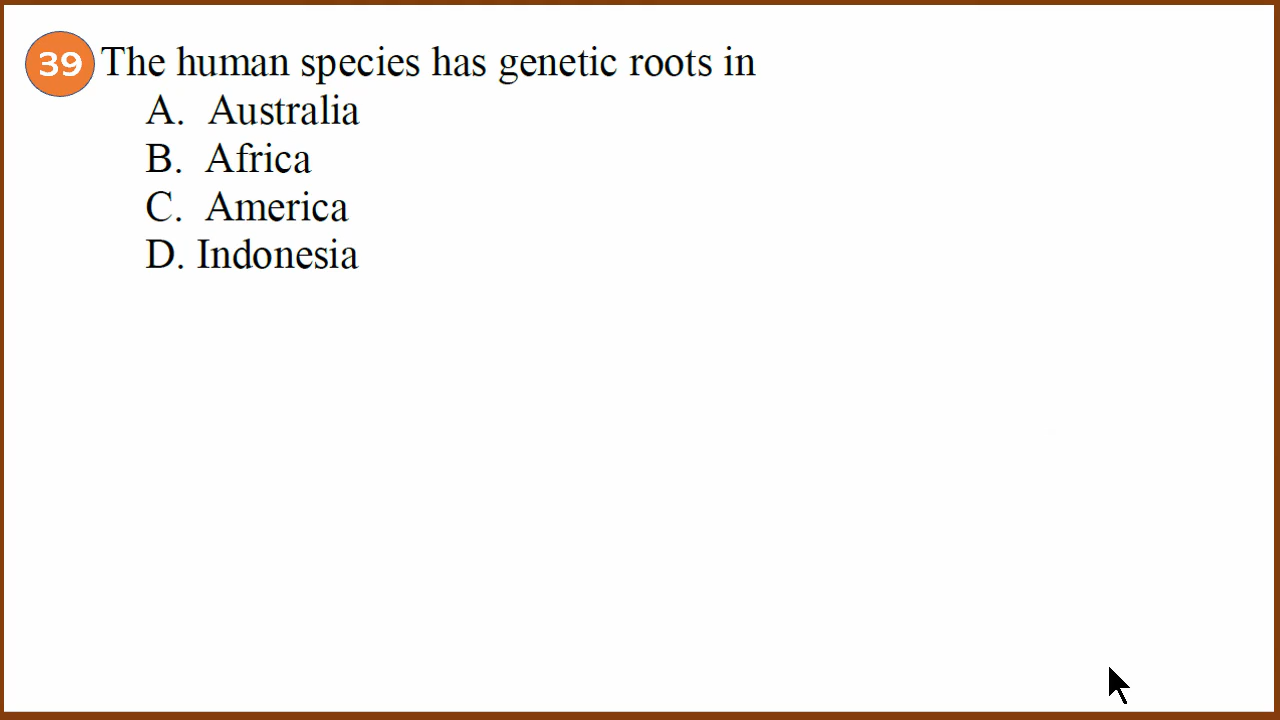 39 The human species has genetic roots in
A. Australia
B. Africa
C. America
D. Indonesia